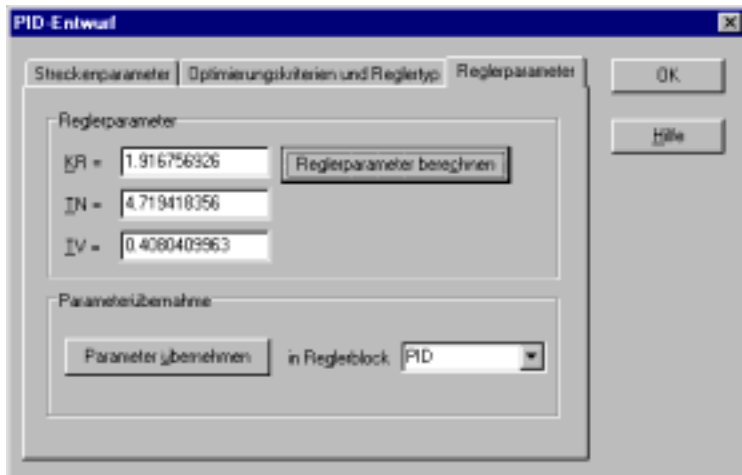 PID-Entwurf
Streckenparameter
Optimierungskriterien und Reglertyp
Reglerparameter
OK
Hilfe
Reglerparameter
KR = 1.916756926
Reglerparameter berechnen
TN = 4.719418356
TV = 0.4080409963
Parameterübernahme
Parameter übernehmen
in Reglerblock
PID